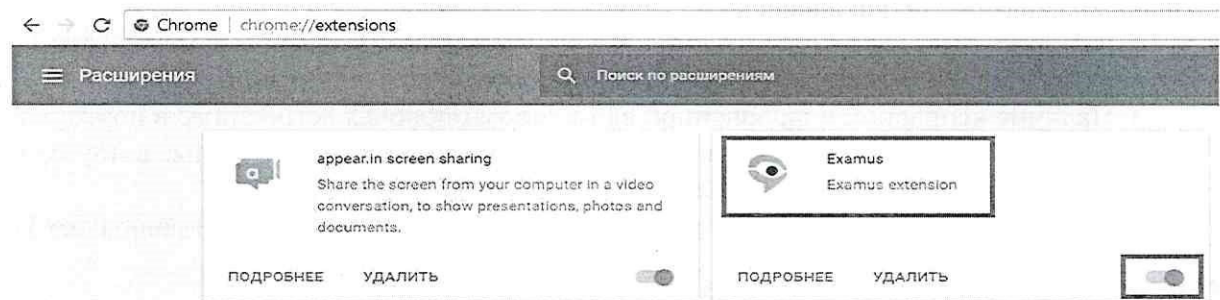 Chrome | chrome://extensions
Расширения
Поиск по расширениям
appear.in screen sharing
Share the screen from your computer in a video
conversation, to show presentations, photos and
documents.
ПОДРОБНЕЕ УДАЛИТЬ
Examus
Examus extension
ПОДРОБНЕЕ УДАЛИТЬ